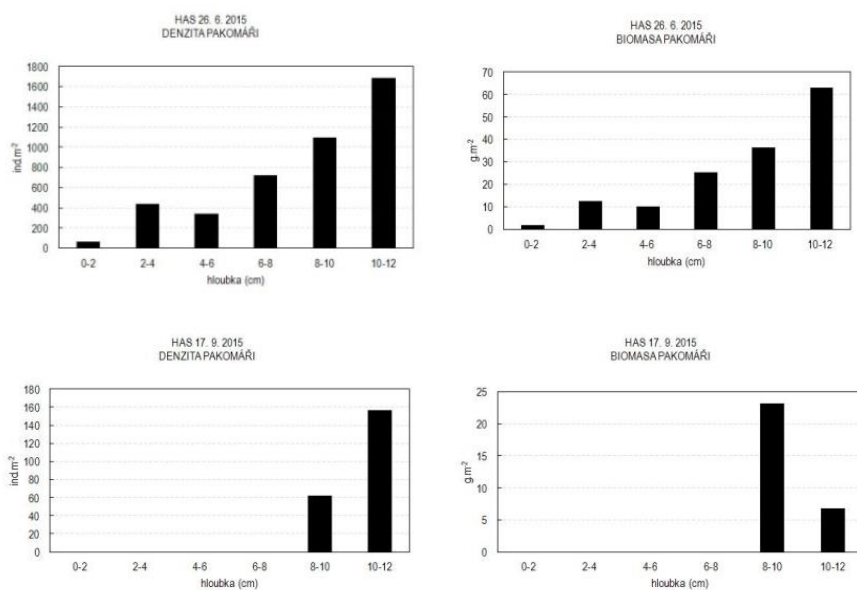 HAS 26. 6. 2015
DENZITA PAKOMÁŘI
1800
1600
1400
1200
1000
800
600
400
200
0
ind.m-2
0-2 2-4 4-6 6-8 8-10 10-12
hloubka (cm)
HAS 26. 6. 2015
BIOMASA PAKOMÁŘI
70
60
50
40
30
20
10
0
g.m-2
0-2 2-4 4-6 6-8 8-10 10-12
hloubka (cm)
HAS 17. 9. 2015
DENZITA PAKOMÁŘI
180
160
140
120
100
80
60
40
20
0
ind.m-2
0-2 2-4 4-6 6-8 8-10 10-12
hloubka (cm)
HAS 17. 9. 2015
BIOMASA PAKOMÁŘI
25
20
15
10
5
0
g.m-2
0-2 2-4 4-6 6-8 8-10 10-12
hloubka (cm)